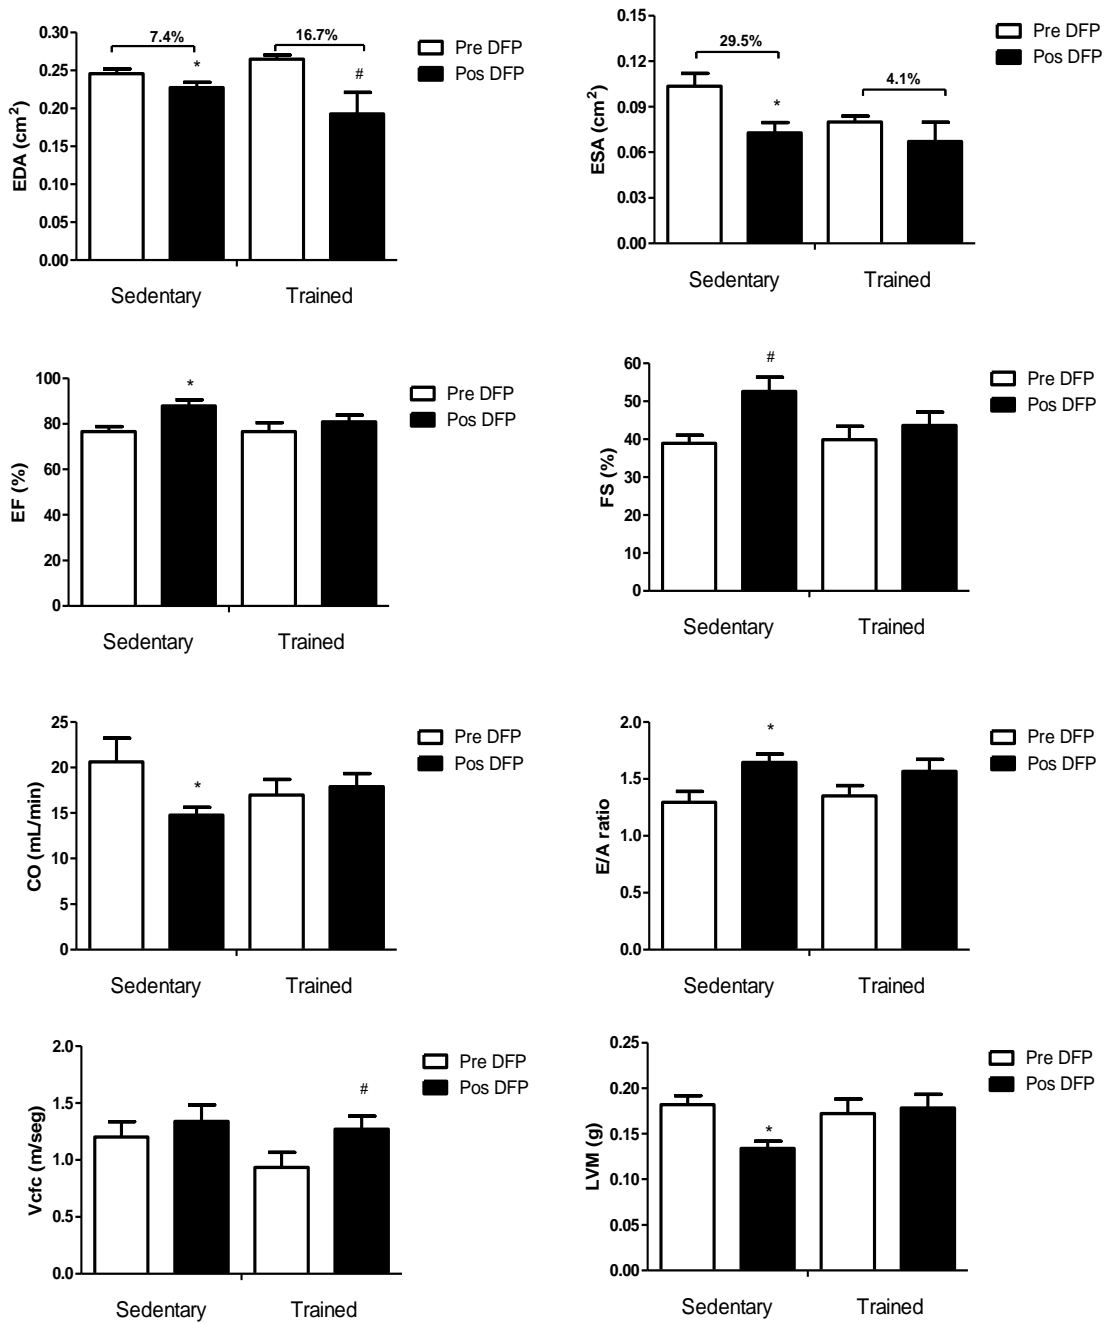 0.30
0.25
0.20
0.15
0.10
0.05
0.00
EDA (cm²)
7.4%
*
16.7%
#
Sedentary
Trained
Pre DFP
Pos DFP
0.15
0.12
0.09
0.06
0.03
0.00
ESA (cm²)
29.5%
*
4.1%
Sedentary
Trained
Pre DFP
Pos DFP
100
80
60
40
20
0
EF (%)
*
Sedentary
Trained
Pre DFP
Pos DFP
60
50
40
30
20
10
0
FS (%)
#
Sedentary
Trained
Pre DFP
Pos DFP
25
20
15
10
5
0
CO (mL/min)
*
Sedentary
Trained
Pre DFP
Pos DFP
2.0
1.5
1.0
0.5
0.0
E/A ratio
*
Sedentary
Trained
Pre DFP
Pos DFP
2.0
1.5
1.0
0.5
0.0
Vcfc (m/seg)
#
Sedentary
Trained
Pre DFP
Pos DFP
0.25
0.20
0.15
0.10
0.05
0.00
LVM (g)
*
Sedentary
Trained
Pre DFP
Pos DFP